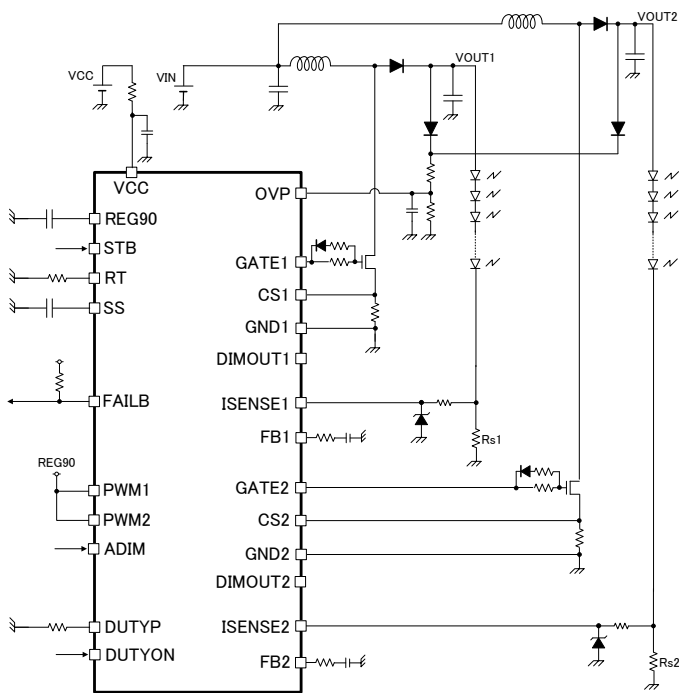 VOUT2
VOUT1
VCC
VIN
VCC
OVP
REG90
STB
GATE1
RT
CS1
SS
GND1
DIMOUT1
FAILB
ISENSE1
FB1
Rs1
REG90
PWM1
GATE2
PWM2
CS2
ADIM
GND2
DIMOUT2
DUTYP
ISENSE2
DUTYON
FB2
Rs2